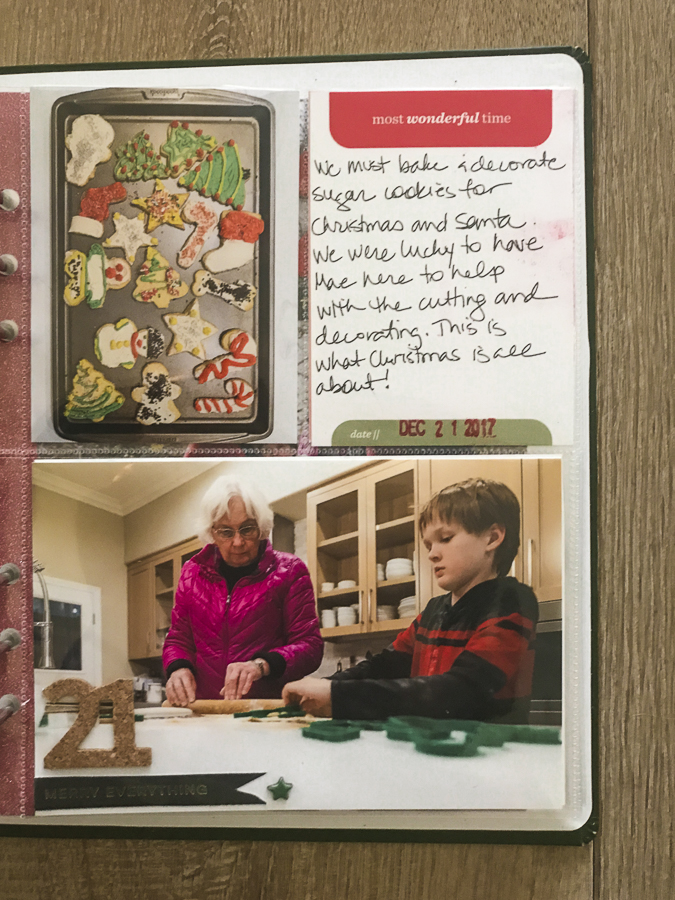 most wonderful time
We must bake & decorate
sugar cookies for
Christmas and Santa.
We were lucky to have
Mae here to help
with the cutting and
decorating. This is
what Christmas is all
about!
date // DEC 21 2017
21
MERRY EVERYTHING